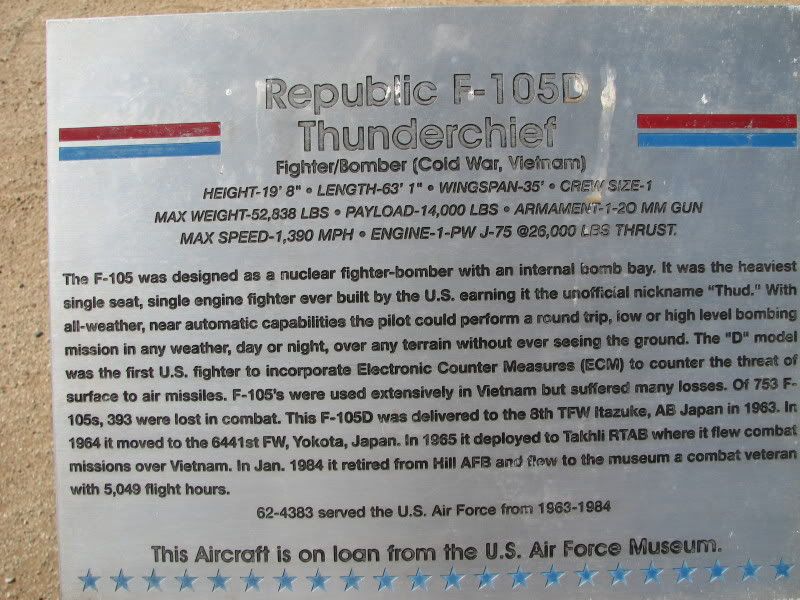 Republic F-105D
Thunderchief
Fighter/Bomber (Cold War, Vietnam)
HEIGHT-19' 8" • LENGTH-63' 1" • WINGSPAN-35' • CREW SIZE-1
MAX WEIGHT-52,838 LBS • PAYLOAD-14,000 LBS • ARMAMENT-1-20 MM GUN
MAX SPEED-1,390 MPH • ENGINE-1-PW J-75 @26,000 LBS THRUST.
The F-105 was designed as a nuclear fighter-bomber with an internal bomb bay. It was the heaviest
single seat, single engine fighter ever built by the U.S. earning it the unofficial nickname "Thud." With
all-weather, near automatic capabilities the pilot could perform a round trip, low or high level bombing
mission in any weather, day or night, over any terrain without ever seeing the ground. The "D" model
was the first U.S. fighter to incorporate Electronic Counter Measures (ECM) to counter the threat of
surface to air missiles. F-105's were used extensively in Vietnam but suffered many losses. Of 753 F-
105s, 393 were lost in combat. This F-105D was delivered to the 8th TFW Itazuke, AB Japan in 1963. In
1964 it moved to the 6441st FW, Yokota, Japan. In 1965 it deployed to Takhli RTAB where it flew combat
missions over Vietnam. In Jan. 1984 it retired from Hill AFB and flew to the museum a combat veteran
with 5,049 flight hours.
62-4383 served the U.S. Air Force from 1963-1984
This Aircraft is on loan from the U.S. Air Force Museum.